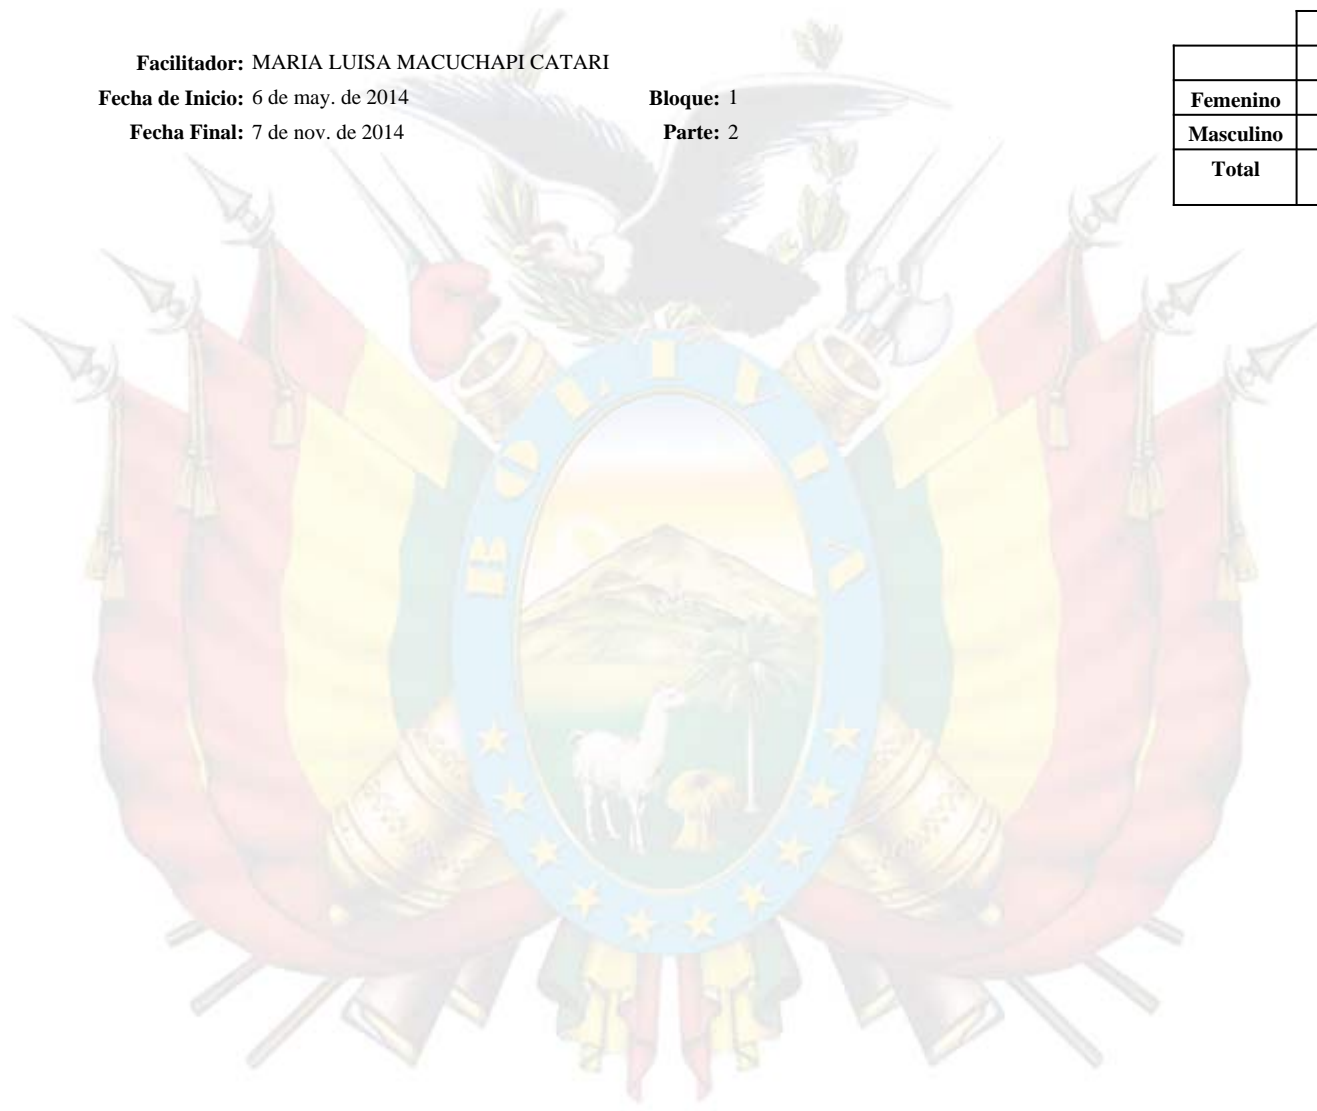 Facilitador: MARIA LUISA MACUCHAPI CATARI
Fecha de Inicio: 6 de may. de 2014 Bloque: 1
Fecha Final: 7 de nov. de 2014 Parte: 2
Femenino
Masculino
Total
BOLIVIA